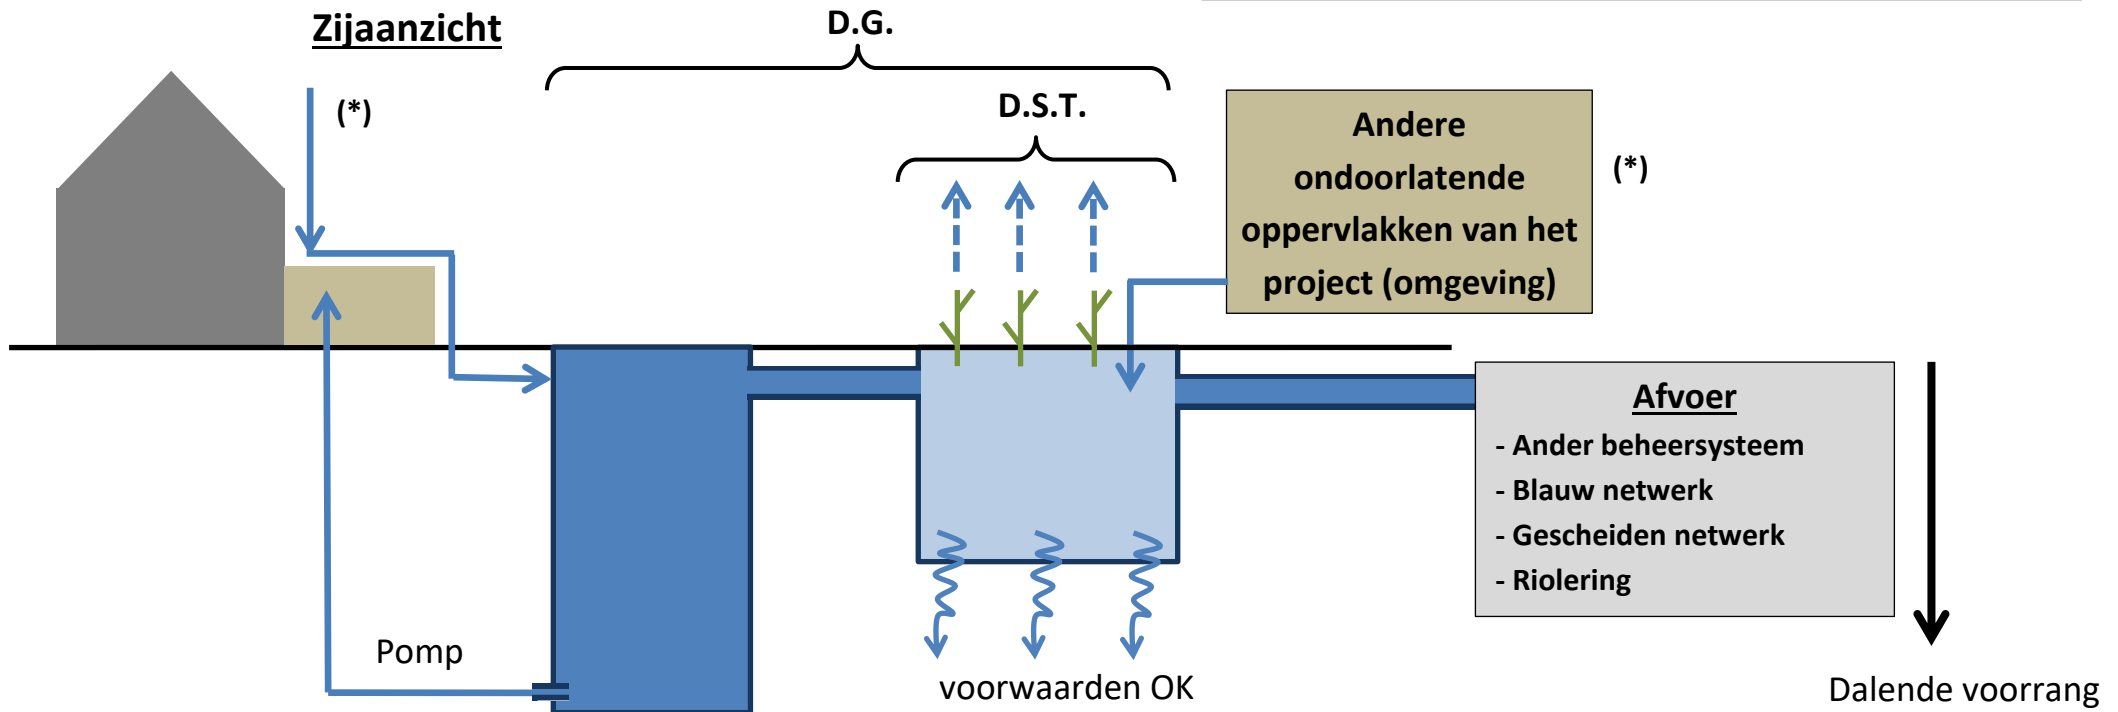 Zijaanzicht
D.G.
(*)
D.S.T.
Andere
ondoorlatende
oppervlakken van het
project (omgeving)
(*)
Afvoer
- Ander beheersysteem
- Blauw netwerk
- Gescheiden netwerk
- Riolering
Pomp
voorwaarden OK
Dalende voorrang